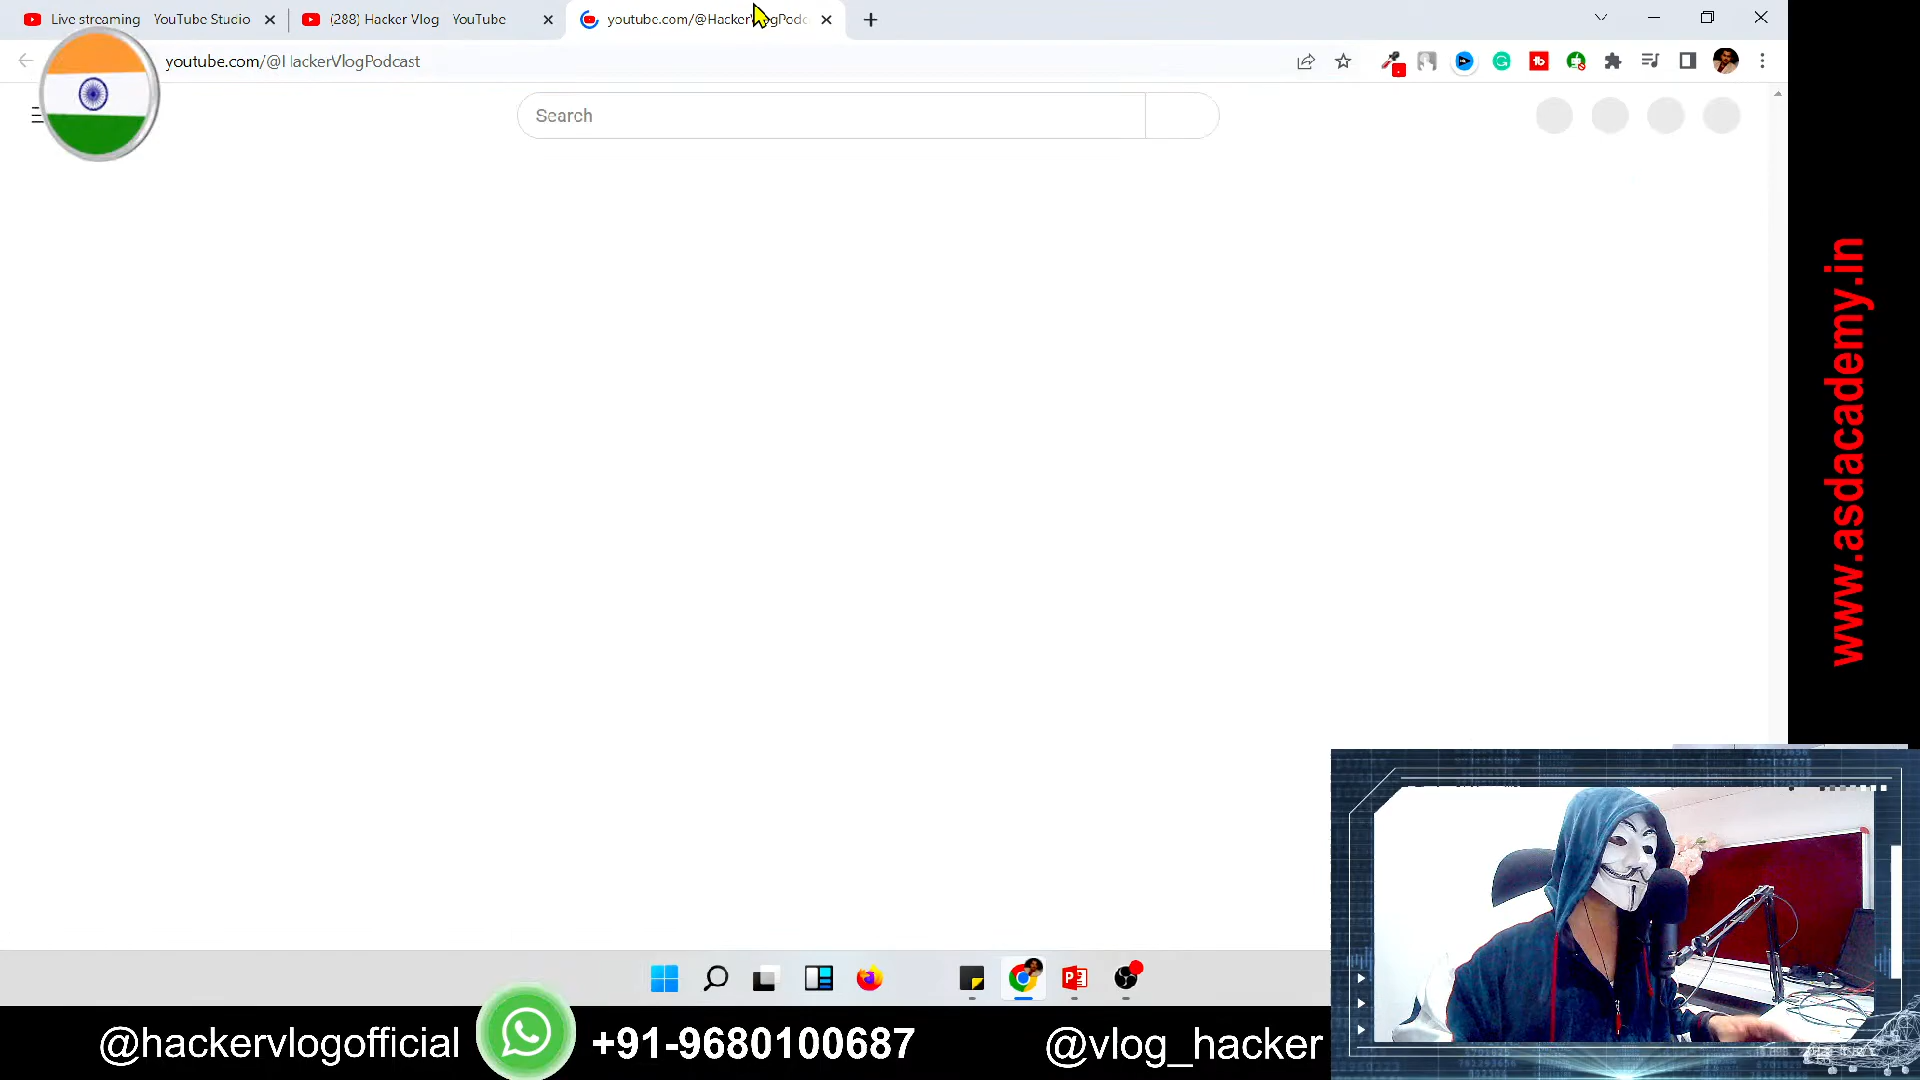 Live streaming YouTube Studio
(288) Hacker Vlog YouTube
youtube.com/@HackerVlogPodc
youtube.com/@HackerVlogPodcast
Search
www.asdacademy.in
@hackervlogofficial
+91-9680100687
@vlog_hacker